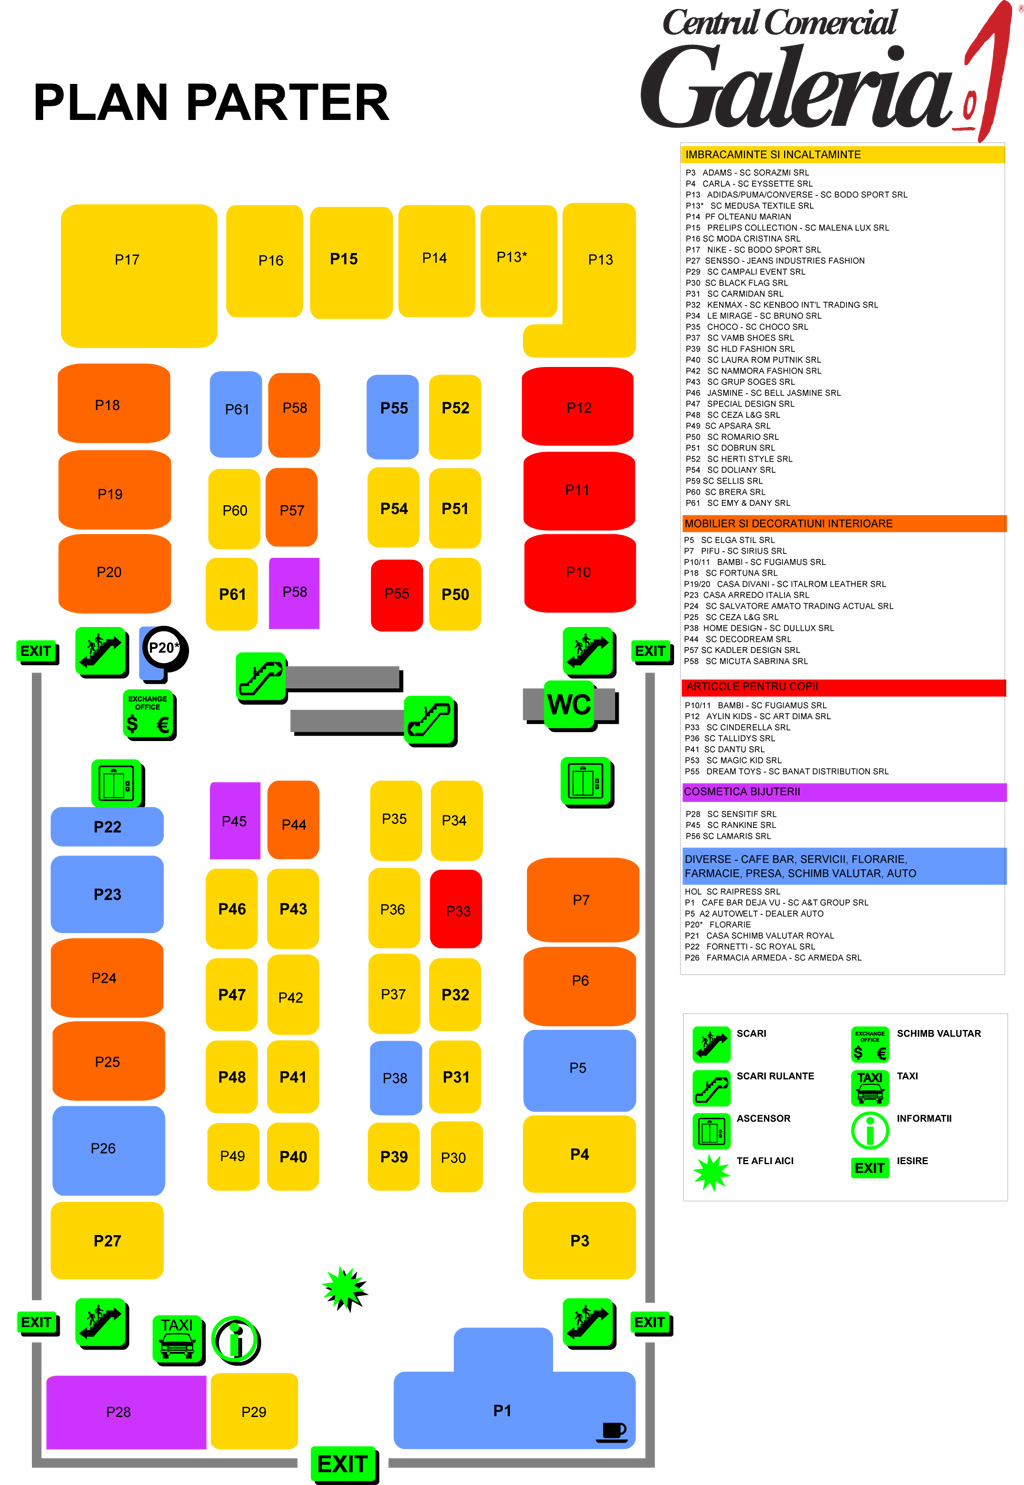 Centrul Comercial
Galeria 1
®
PLAN PARTER
IMBRACAMINTE SI INCALTAMINTE
P3 ADAMS - SC SORAZMI SRL
P4 CARLA - SC EYSSETTE SRL
P13 ADIDAS/PUMA/CONVERSE - SC BODO SPORT SRL
P13* SC MEDUSA TEXTILE SRL
P14 PF OLTEANU MARIAN
P15 PRELIPS COLLECTION - SC MALENA LUX SRL
P16 SC MODA CRISTINA SRL
P17 NIKE - SC BODO SPORT SRL
P27 SENSSO - JEANS INDUSTRIES FASHION
P29 SC CAMPALI EVENT SRL
P30 SC BLACK FLAG SRL
P31 SC CARMIDAN SRL
P32 KENMAX - SC KENBOO INT'L TRADING SRL
P34 LE MIRAGE - SC BRUNO SRL
P35 CHOCO - SC CHOCO SRL
P37 SC VAMB SHOES SRL
P39 SC HLD FASHION SRL
P40 SC LAURA ROM PUTNIK SRL
P42 SC NAMMORA FASHION SRL
P43 SC GRUP SOGES SRL
P46 JASMINE - SC BELL JASMINE SRL
P47 SPECIAL DESIGN SRL
P48 SC CEZA L&G SRL
P49 SC APSARA SRL
P50 SC ROMARIO SRL
P51 SC DOBRUN SRL
P52 SC HERTI STYLE SRL
P54 SC DOLIANY SRL
P59 SC SELLIS SRL
P60 SC BRERA SRL
P61 SC EMY & DANY SRL
MOBILIER SI DECORATIUNI INTERIOARE
P5 SC ELGA STIL SRL
P7 PIFU - SC SIRIUS SRL
P10/11 BAMBI - SC FUGIAMUS SRL
P18 SC FORTUNA SRL
P19/20 CASA DIVANI - SC ITALROM LEATHER SRL
P23 CASA ARREDO ITALIA SRL
P24 SC SALVATORE AMATO TRADING ACTUAL SRL
P25 SC CEZA L&G SRL
P38 HOME DESIGN - SC DULLUX SRL
P44 SC DECODREAM SRL
P57 SC KADLER DESIGN SRL
P58 SC MICUTA SABRINA SRL
ARTICOLE PENTRU COPII
P10/11 BAMBI - SC FUGIAMUS SRL
P12 AYLIN KIDS - SC ART DIMA SRL
P33 SC CINDERELLA SRL
P36 SC TALLIDYS SRL
P41 SC DANTU SRL
P53 SC MAGIC KID SRL
P55 DREAM TOYS - SC BANAT DISTRIBUTION SRL
COSMETICA BIJUTERII
P28 SC SENSITIF SRL
P45 SC RANKINE SRL
P56 SC LAMARIS SRL
DIVERSE - CAFE BAR, SERVICII, FLORARIE,
FARMACIE, PRESA, SCHIMB VALUTAR, AUTO
HOL SC RAIPRESS SRL
P1 CAFE BAR DEJA VU - SC A&T GROUP SRL
P5 A2 AUTOWELT - DEALER AUTO
P20* FLORARIE
P21 CASA SCHIMB VALUTAR ROYAL
P22 FORNETTI - SC ROYAL SRL
P26 FARMACIA ARMEDA - SC ARMEDA SRL
P17 P16 P15 P14 P13* P13
P18 P61 P58 P55 P52 P12
P19 P60 P57 P54 P51 P11
P20 P61 P58 P55 P50 P10
EXIT P20* EXIT
EXCHANGE
OFFICE
$ €
WC
P22 P45 P44 P35 P34
P23 P46 P43 P36 P33 P7
P24 P47 P42 P37 P32 P6
P25 P48 P41 P38 P31 P5
P26 P49 P40 P39 P30 P4
P27 P3
EXIT TAXI i EXIT
P28 P29 P1
EXIT
SCARI
EXCHANGE
OFFICE
$ €
SCHIMB VALUTAR
SCARI RULANTE
TAXI
TAXI
ASCENSOR
i
INFORMATII
TE AFLI AICI
EXIT
IESIRE